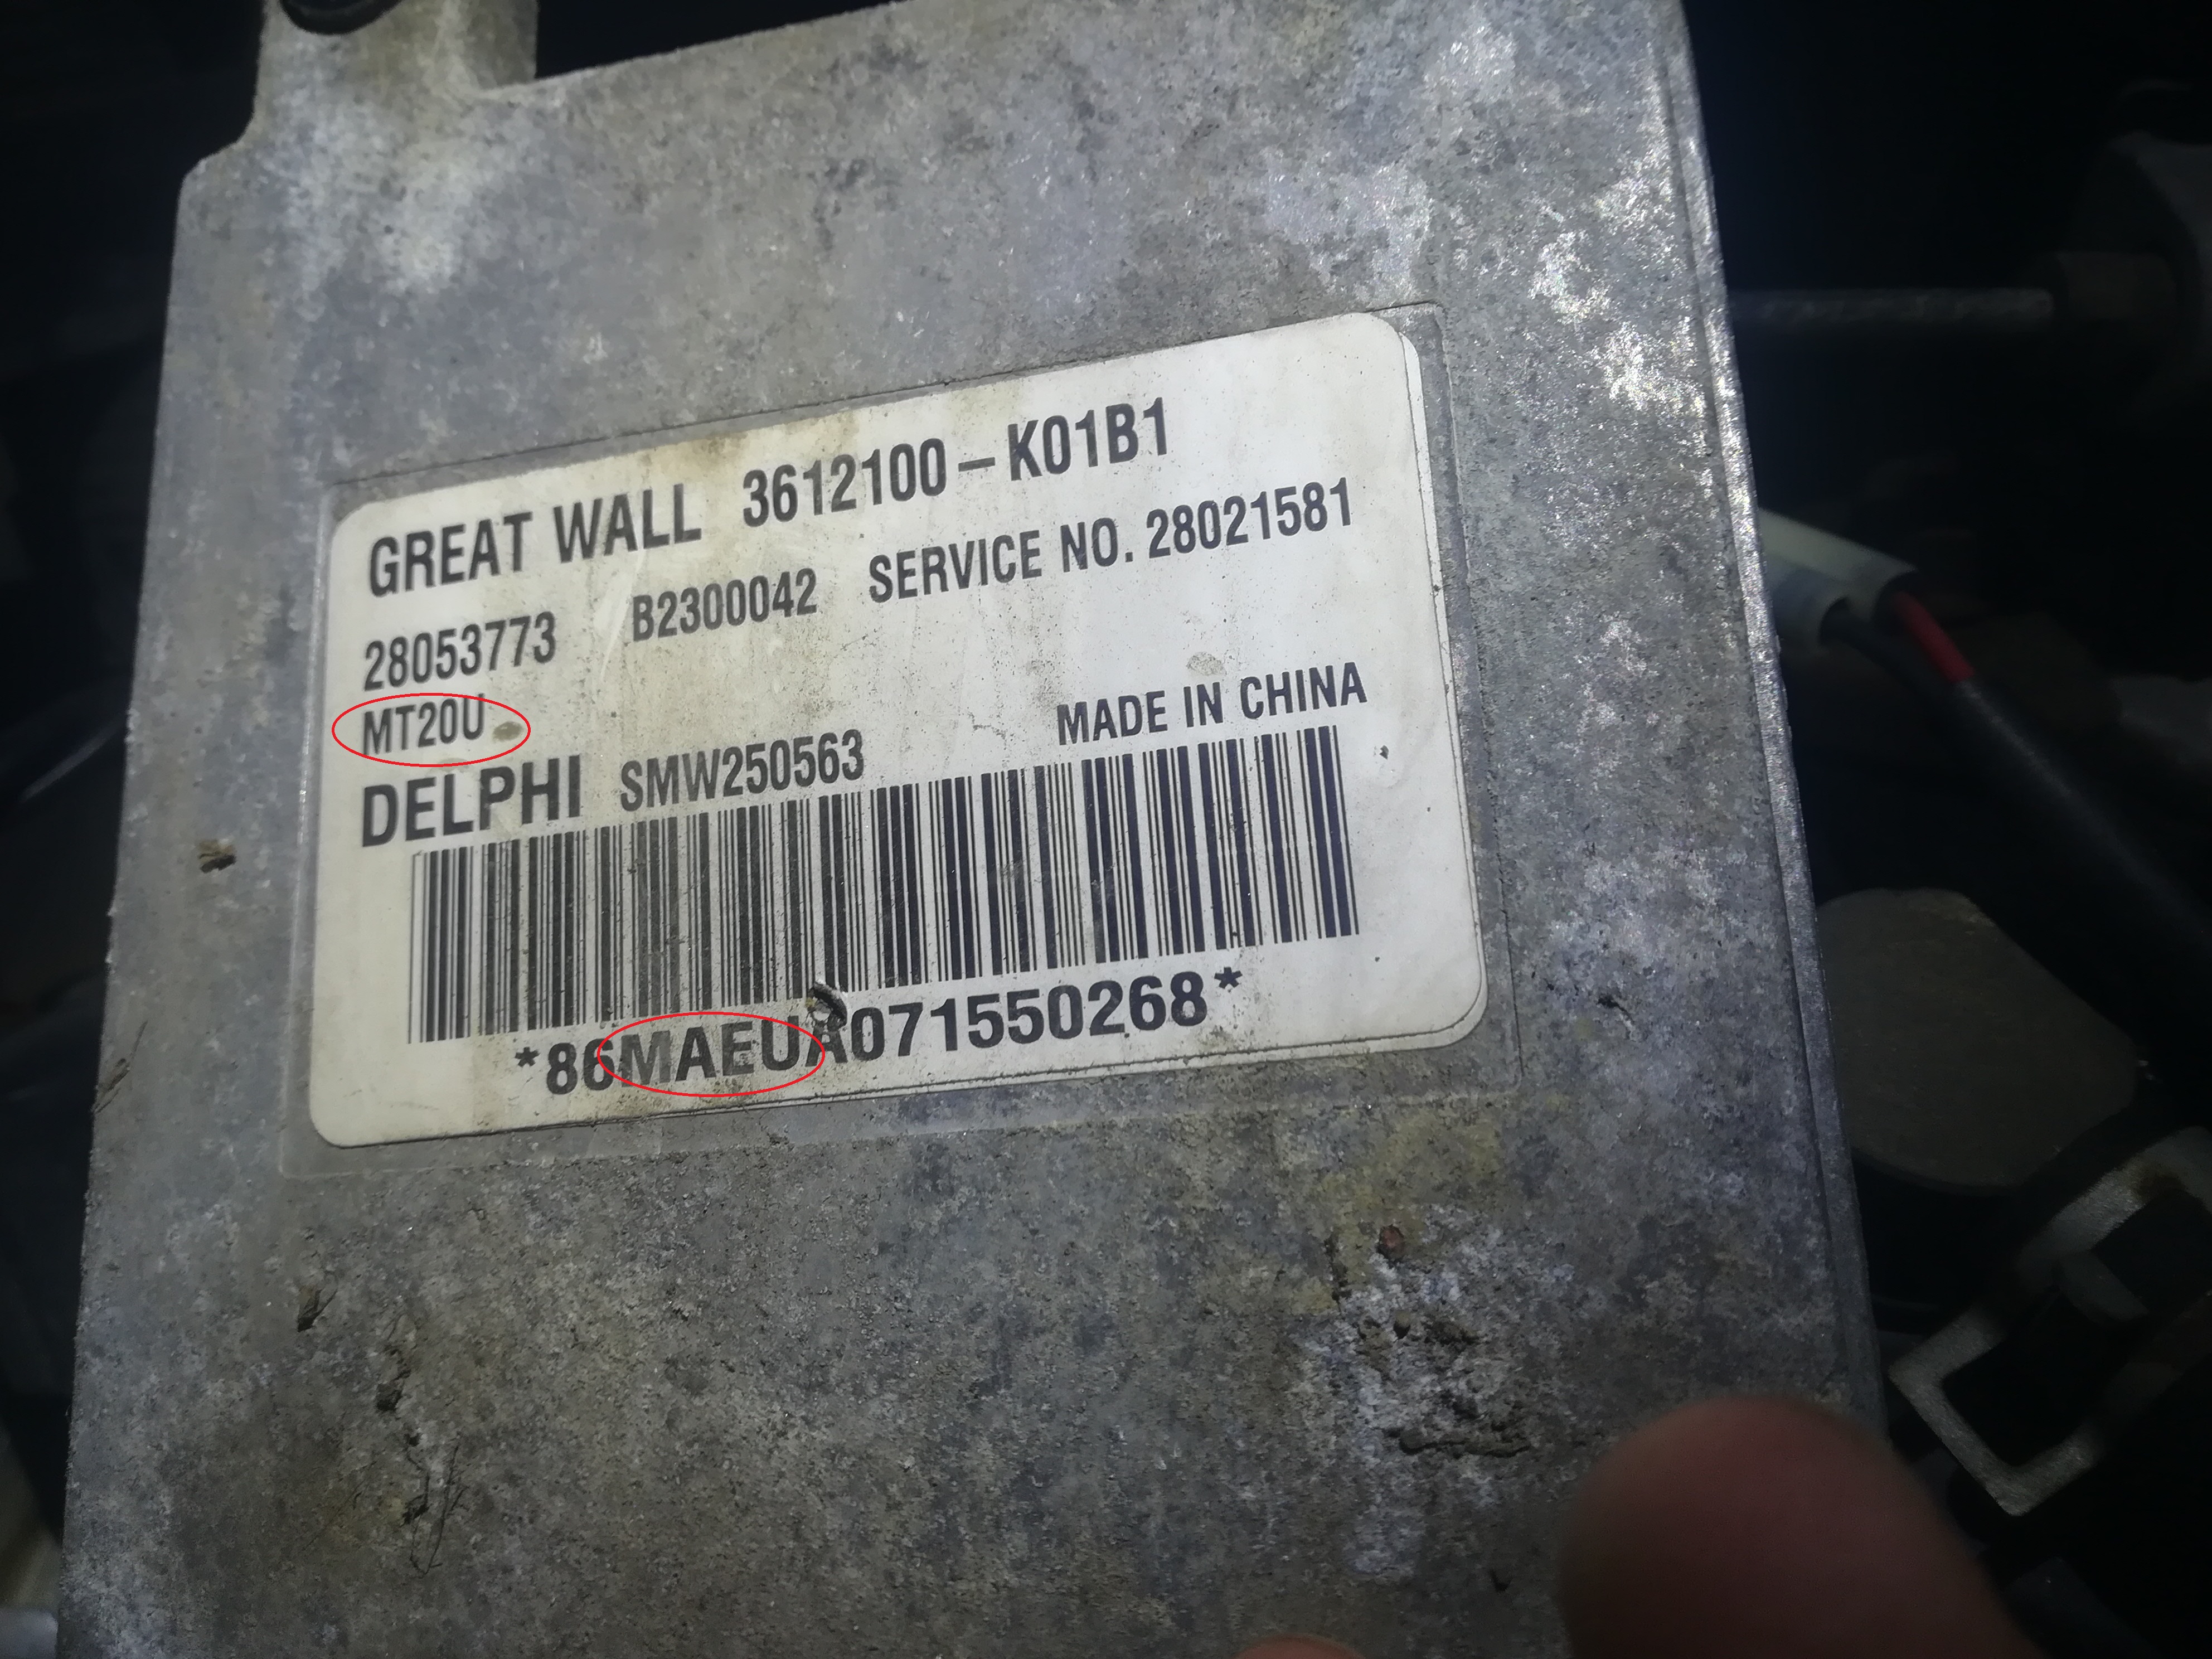 GREAT WALL 3612100-K01B1
28053773 B2300042 SERVICE NO. 28021581
MT20U
DELPHI SMW250563 MADE IN CHINA
*86MAEUA071550268*